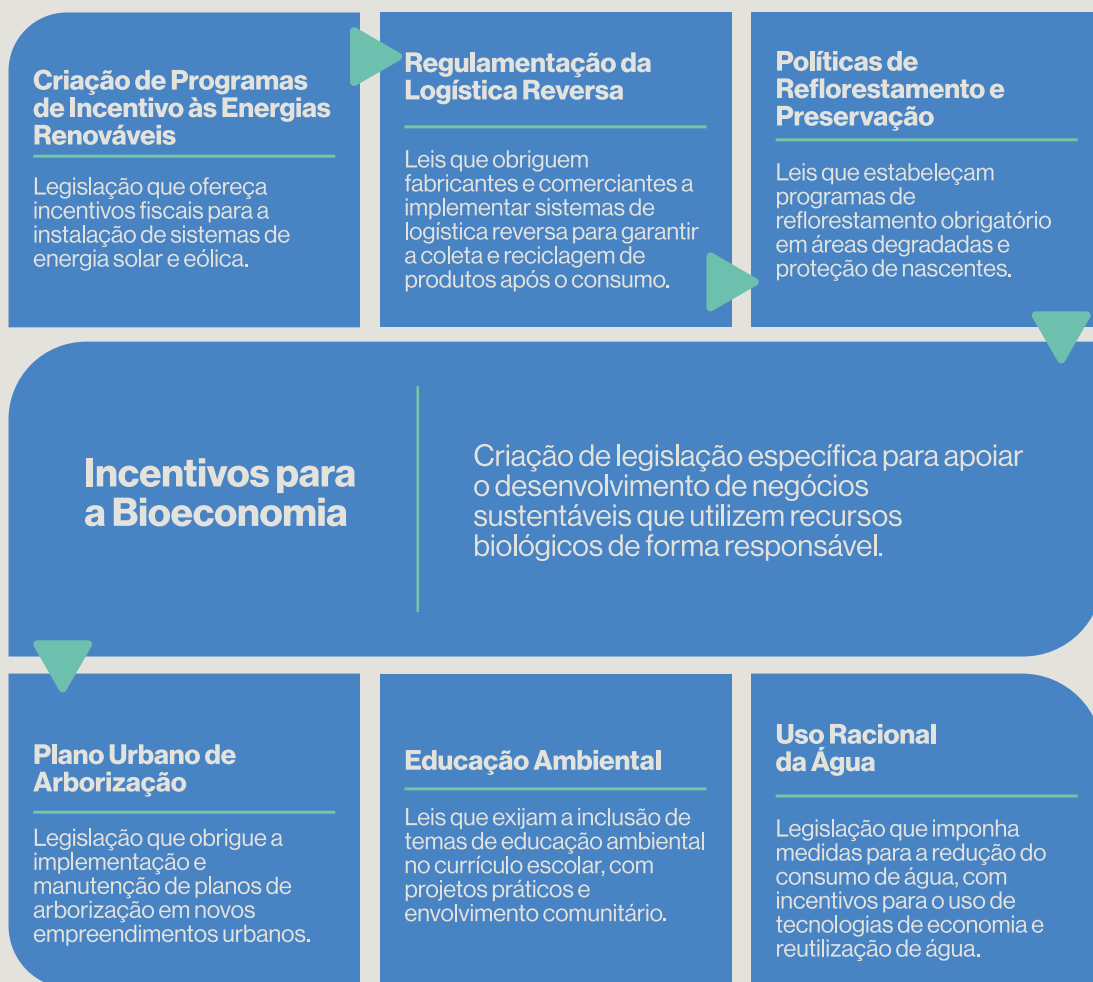 Criação de Programas
de Incentivo às Energias
Renováveis
Legislação que ofereça
incentivos fiscais para a
instalação de sistemas de
energia solar e eólica.
Regulamentação da
Logística Reversa
Leis que obriguem
fabricantes e comerciantes a
implementar sistemas de
logística reversa para garantir
a coleta e reciclagem de
produtos após o consumo.
Políticas de
Reflorestamento e
Preservação
Leis que estabeleçam
programas de
reflorestamento obrigatório
em áreas degradadas e
proteção de nascentes.
Incentivos para
a Bioeconomia
Criação de legislação específica para apoiar
o desenvolvimento de negócios
sustentáveis que utilizem recursos
biológicos de forma responsável.
Plano Urbano de
Arborização
Legislação que obrigue a
implementação e
manutenção de planos de
arborização em novos
empreendimentos urbanos.
Educação Ambiental
Leis que exijam a inclusão de
temas de educação ambiental
no currículo escolar, com
projetos práticos e
envolvimento comunitário.
Uso Racional
da Água
Legislação que imponha
medidas para a redução do
consumo de água, com
incentivos para o uso de
tecnologias de economia e
reutilização de água.